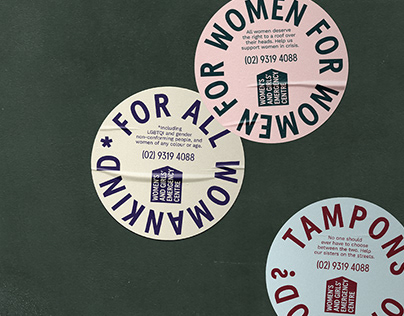 FOR WOMEN FOR WOMEN
All women deserve
the right to a roof over
their heads. Help us
support women in crisis.
(02) 9319 4088
WOMEN'S
AND GIRLS'
EMERGENCY
CENTRE
FOR ALL WOMANKIND*
*Including
LGBTQI and gender
non-conforming people, and
women of any colour or age.
(02) 9319 4088
WOMEN'S
AND GIRLS'
EMERGENCY
CENTRE
TAMPONS O
OD?
No one should
ever have to choose
between the two. Help
our sisters on the streets.
(02) 9319 4088
WOMEN'S
AND GIRLS'
EMERGENCY
CENTRE